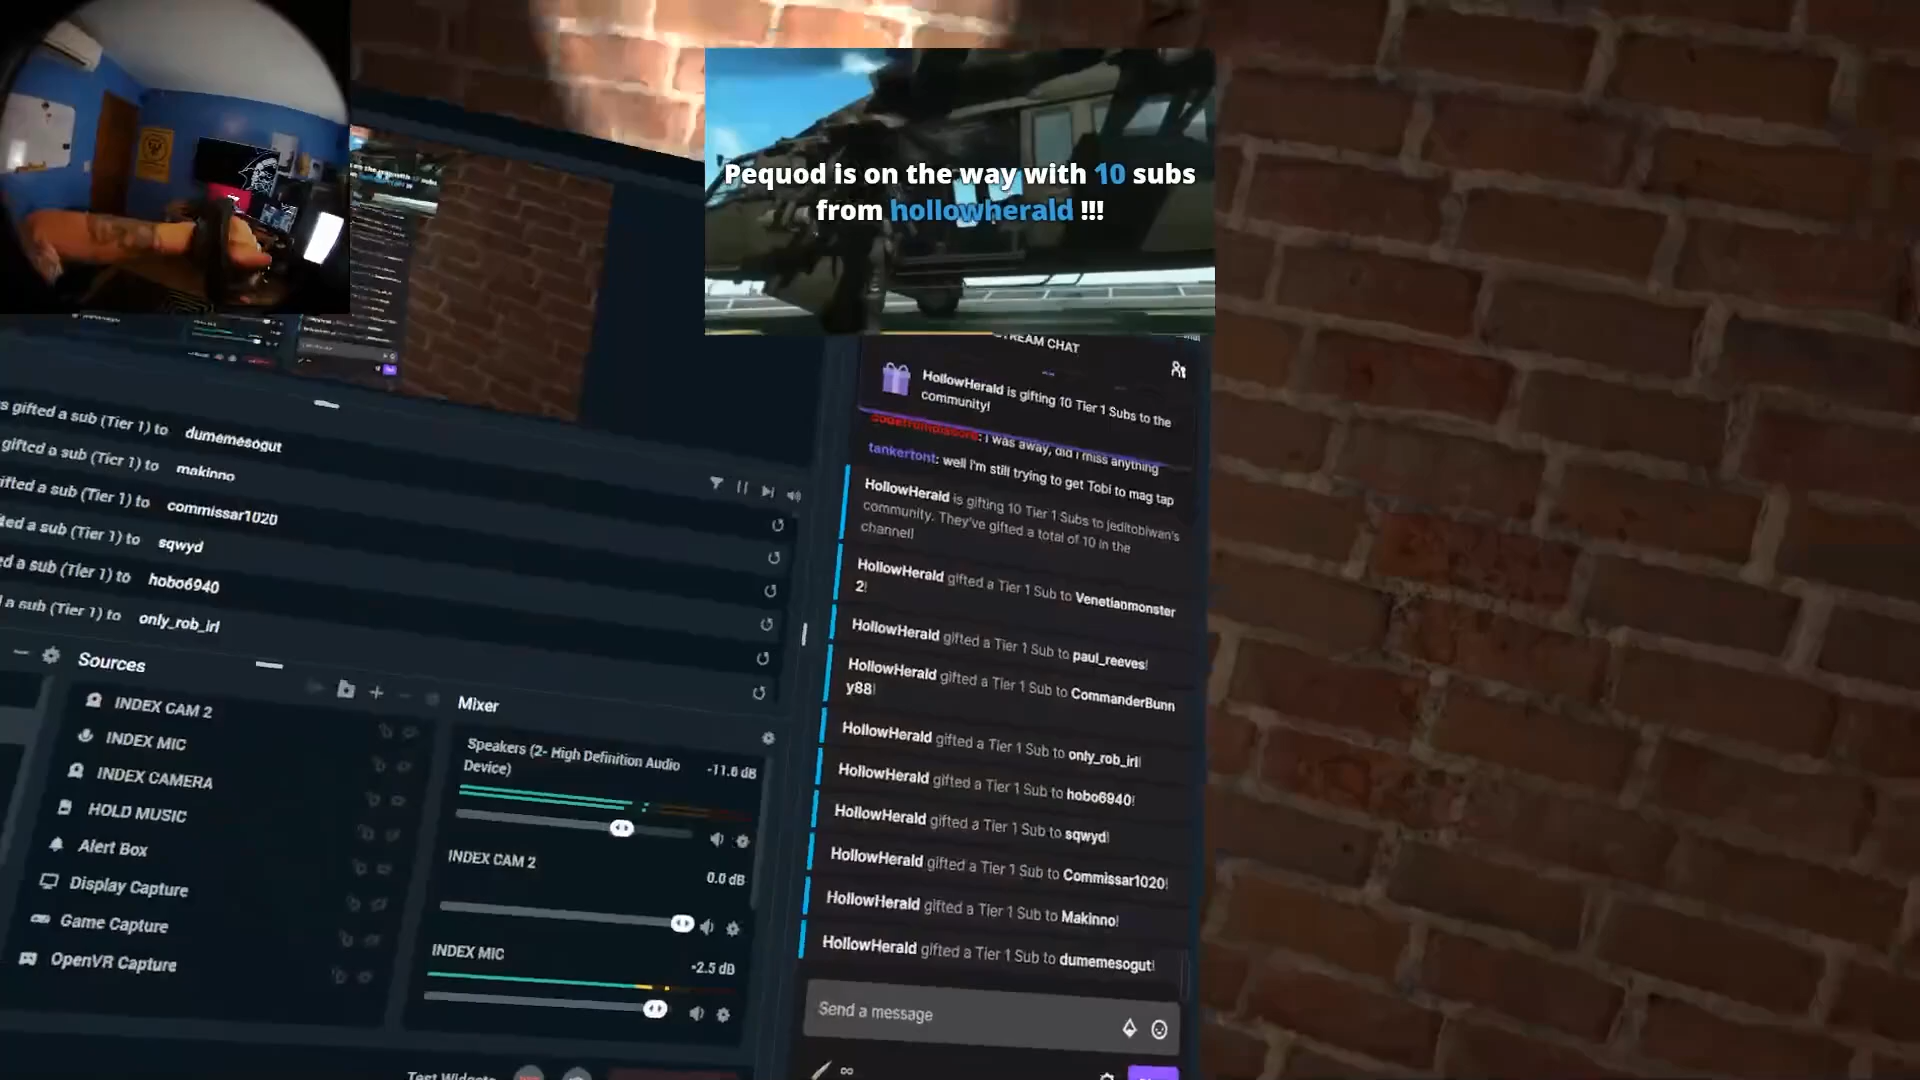 Pequod is on the way with 10 subs
from hollowherald !!!
STREAM CHAT
HollowHerald is gifting 10 Tier 1 Subs to the
community!
: I was away, did I miss anything
tankertont: well I'm still trying to get Tobi to mag tap
HollowHerald is gifting 10 Tier 1 Subs to jeditobiwan's
community. They've gifted a total of 10 in the
channel!
HollowHerald gifted a Tier 1 Sub to Venetianmonster
2!
HollowHerald gifted a Tier 1 Sub to paul_reeves!
HollowHerald gifted a Tier 1 Sub to CommanderBunn
y88!
HollowHerald gifted a Tier 1 Sub to only_rob_irl!
HollowHerald gifted a Tier 1 Sub to hobo6940!
HollowHerald gifted a Tier 1 Sub to sqwyd!
HollowHerald gifted a Tier 1 Sub to Commissar1020!
HollowHerald gifted a Tier 1 Sub to Makinno!
HollowHerald gifted a Tier 1 Sub to dumemesogut!
Send a message
s gifted a sub (Tier 1) to dumemesogut
gifted a sub (Tier 1) to makinno
ifted a sub (Tier 1) to commissar1020
ted a sub (Tier 1) to sqwyd
ed a sub (Tier 1) to hobo6940
a sub (Tier 1) to only_rob_irl
Sources
INDEX CAM 2
INDEX MIC
INDEX CAMERA
HOLD MUSIC
Alert Box
Display Capture
Game Capture
OpenVR Capture
Mixer
Speakers (2- High Definition Audio
Device)
-11.6 dB
INDEX CAM 2
0.0 dB
INDEX MIC
-2.5 dB
Test Widgets